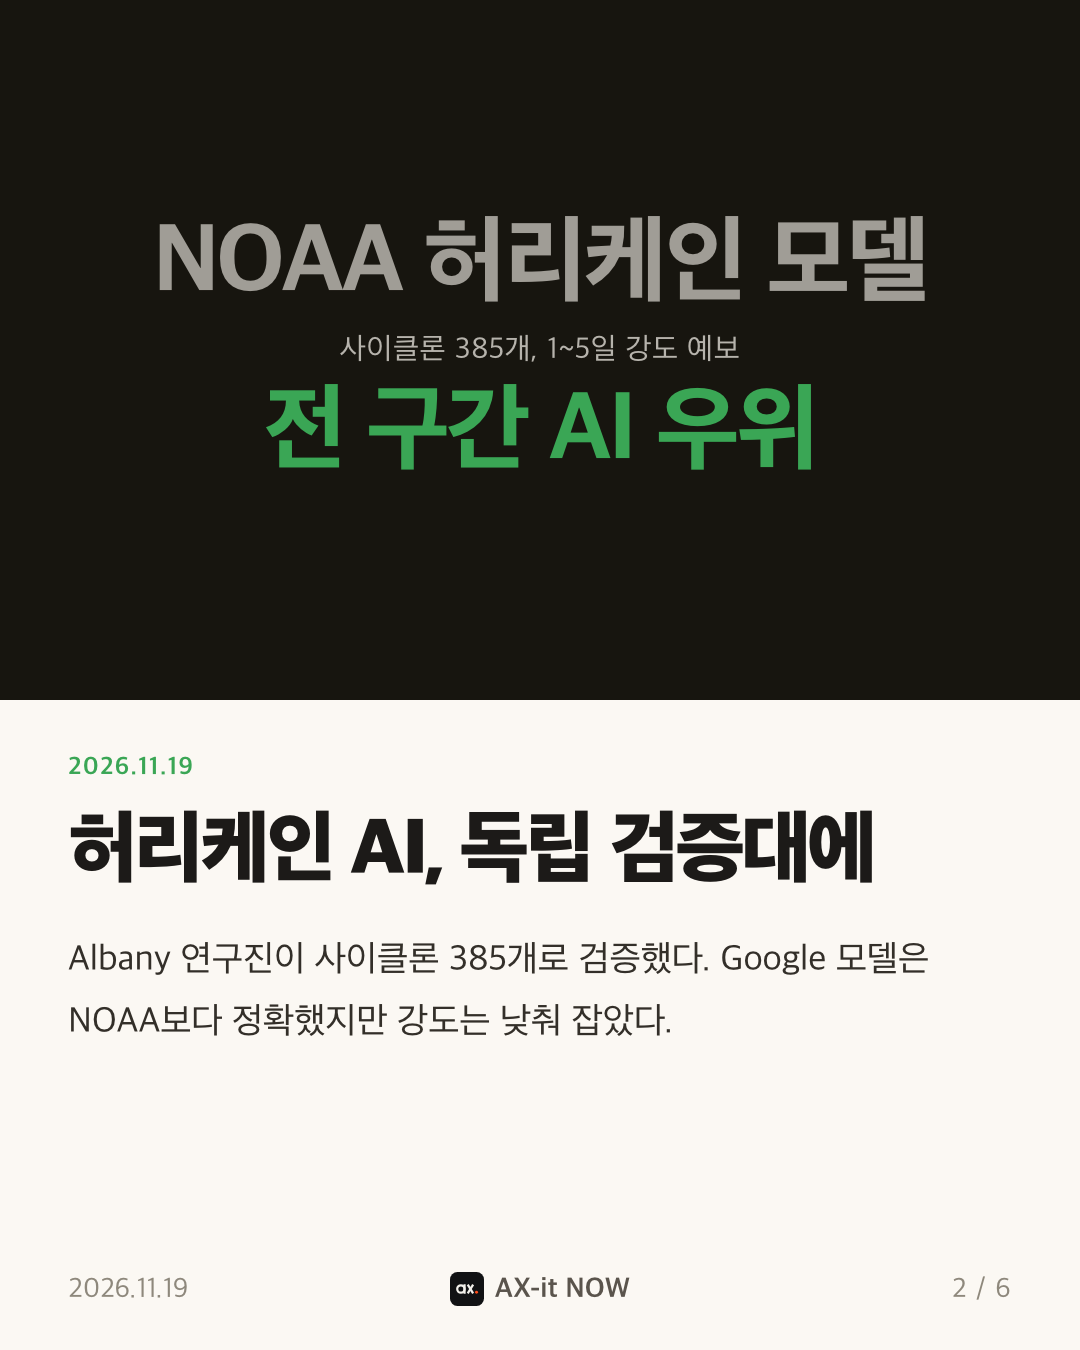 NOAA 허리케인 모델
사이클론 385개, 1~5일 강도 예보
전 구간 AI 우위
2026.11.19
허리케인 AI, 독립 검증대에
Albany 연구진이 사이클론 385개로 검증했다. Google 모델은
NOAA보다 정확했지만 강도는 낮춰 잡았다.
2026.11.19
ax.
AX-it NOW
2 / 6